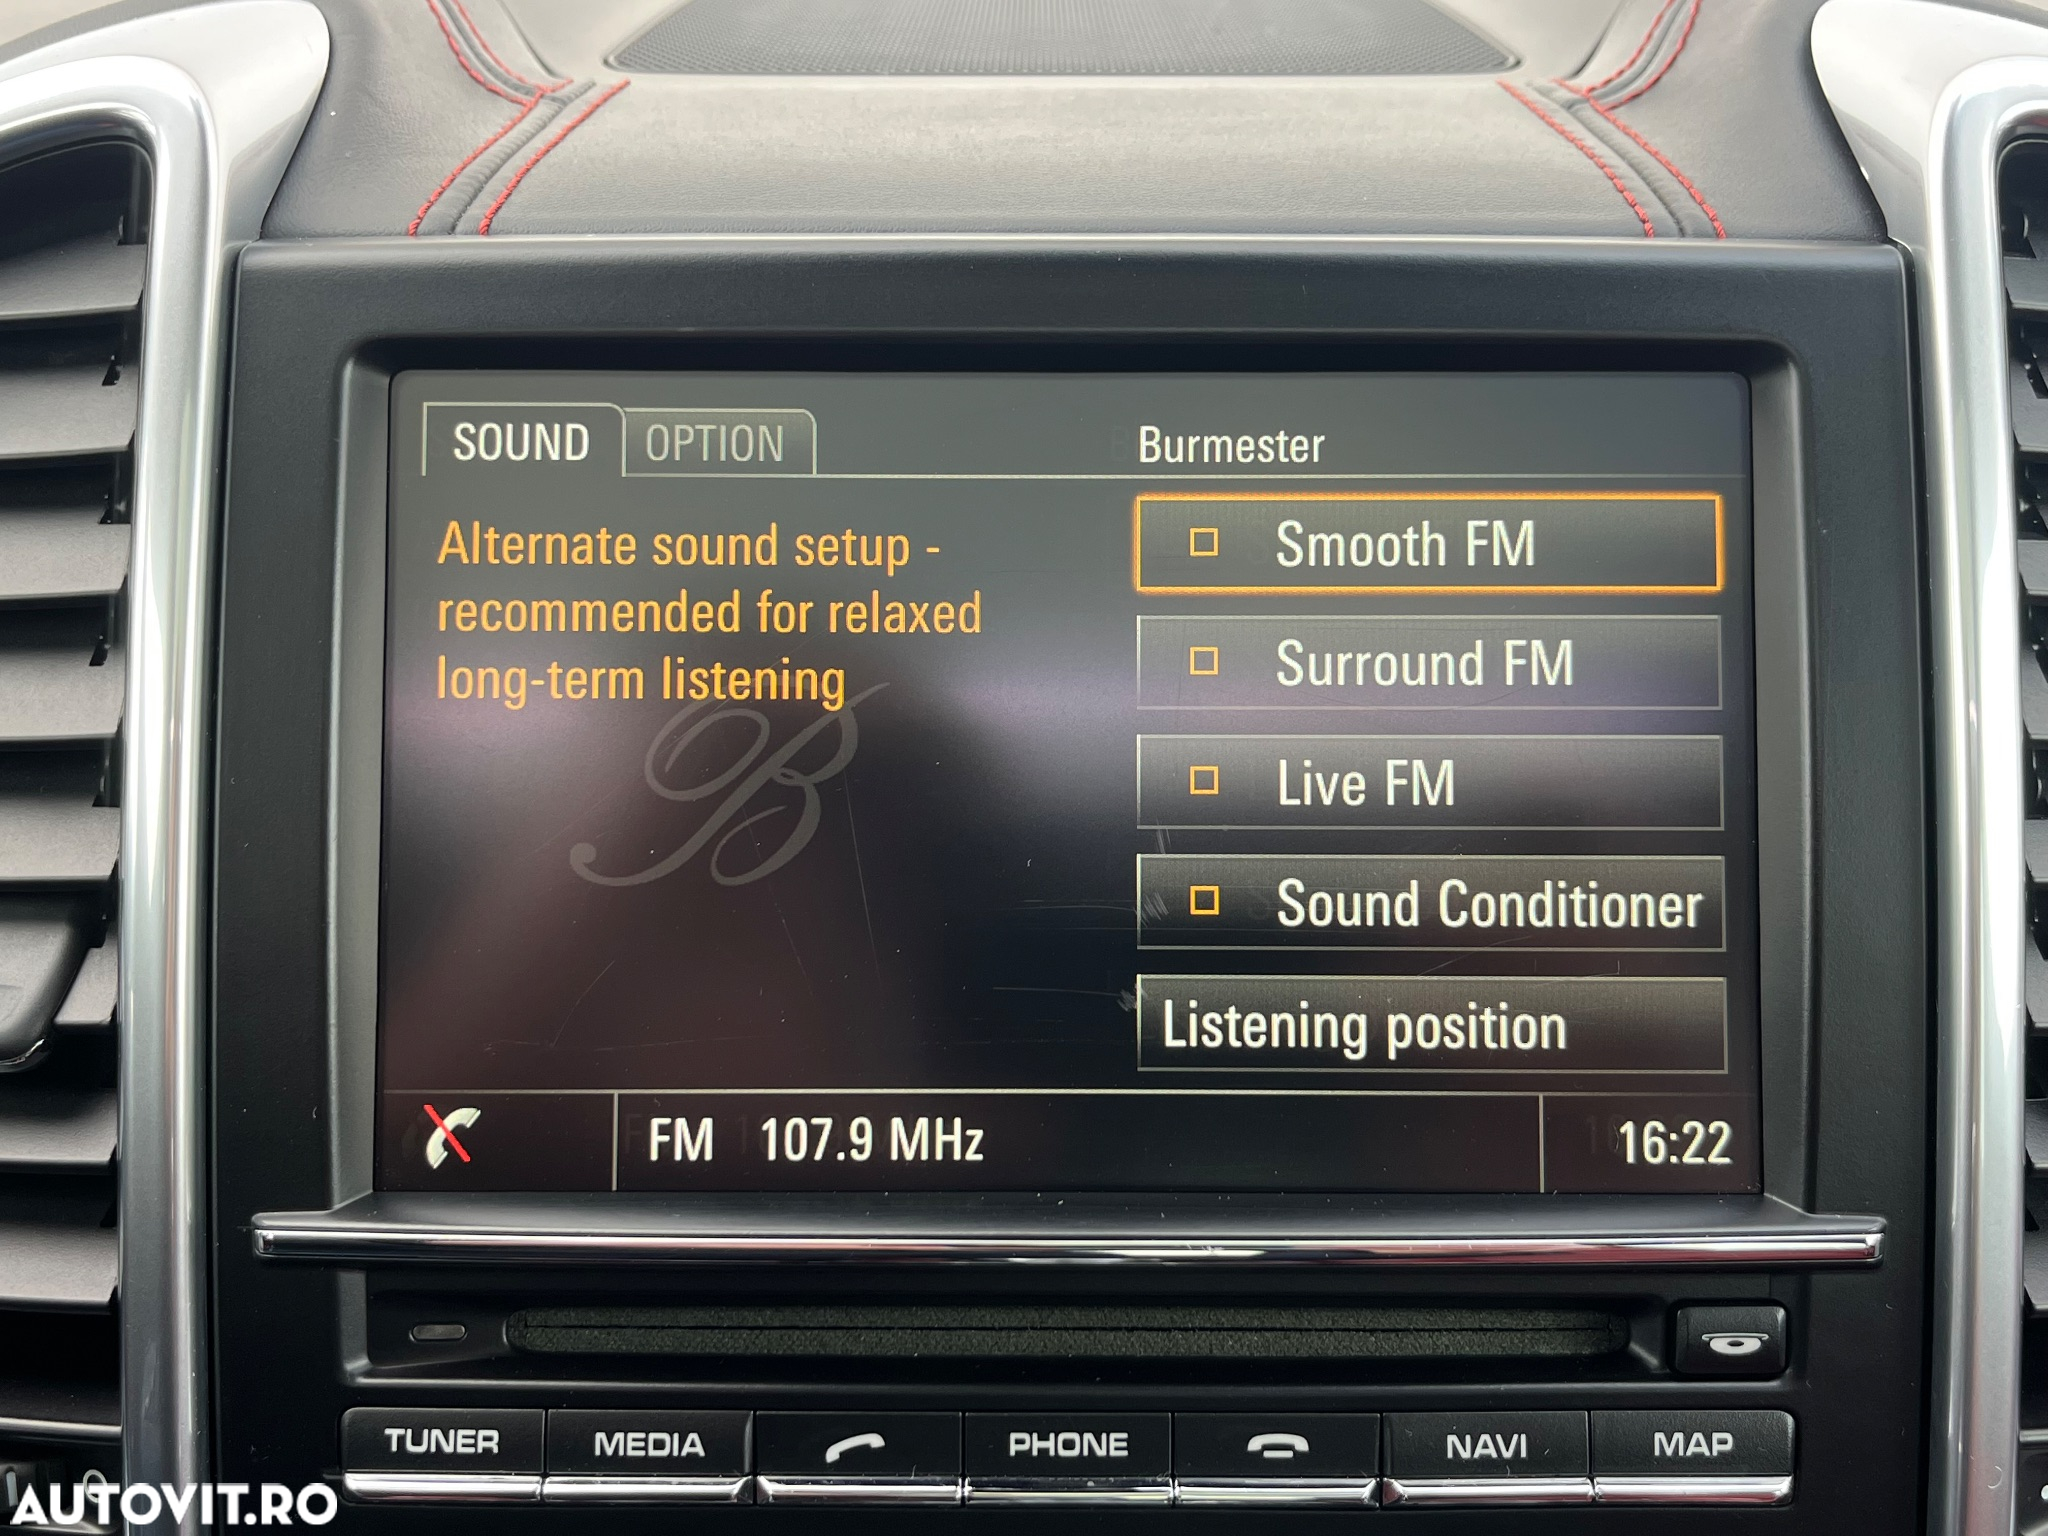 SOUND
OPTION
Burmester
Alternate sound setup -
recommended for relaxed
long-term listening
B
Smooth FM
Surround FM
Live FM
Sound Conditioner
Listening position
FM 107.9 MHz
16:22
TUNER
MEDIA
PHONE
NAVI
MAP
AUTOVIT.RO